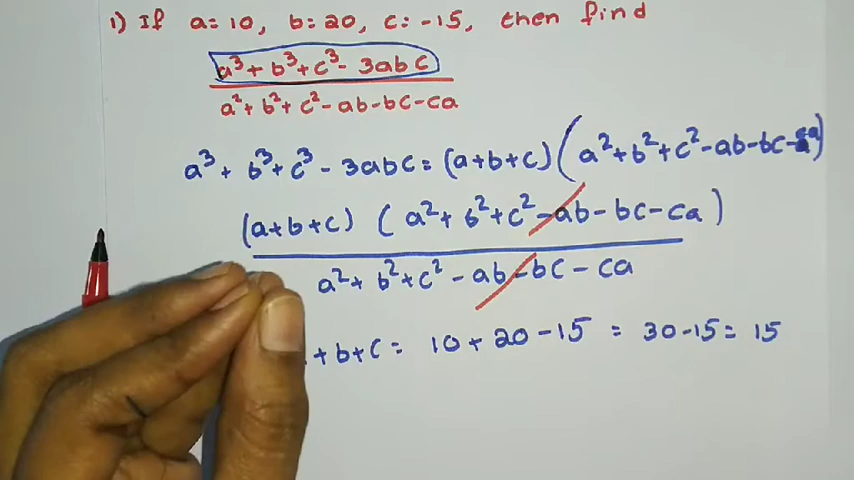 1) If a=10, b=20, c=-15, then find
a³+b³+c³-3abc
a²+b²+c²-ab-bc-ca
a³+b³+c³-3abc=(a+b+c)(a²+b²+c²-ab-bc-ca)
(a+b+c)(a²+b²+c²-ab-bc-ca)
a²+b²+c²-ab-bc-ca
+b+c= 10+20-15 = 30-15= 15